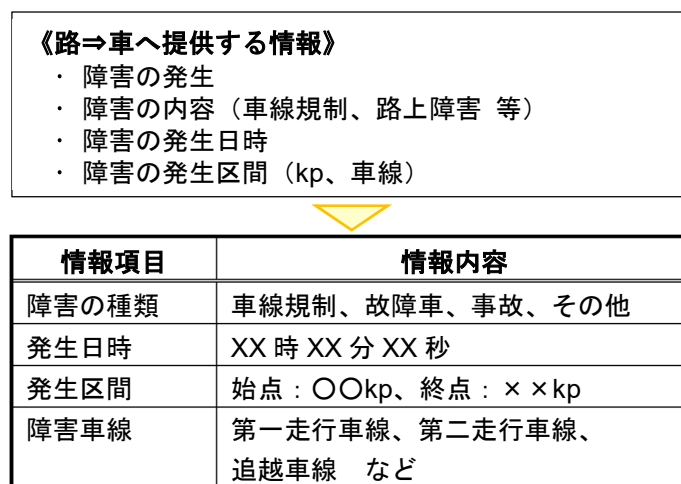 《路⇒車へ提供する情報》
・ 障害の発生
・ 障害の内容（車線規制、路上障害 等）
・ 障害の発生日時
・ 障害の発生区間（kp、車線）
情報項目 情報内容
障害の種類 車線規制、故障車、事故、その他
発生日時 XX 時 XX 分 XX 秒
発生区間 始点：〇〇kp、終点：××kp
障害車線 第一走行車線、第二走行車線、
追越車線　など